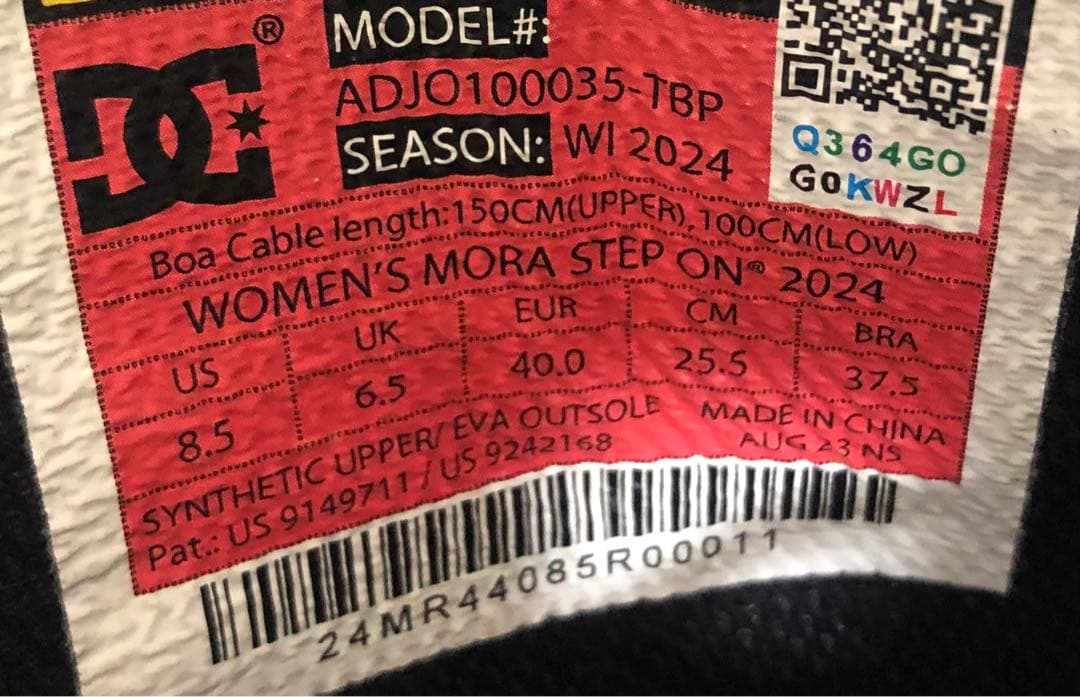 DC®
MODEL#:
ADJO100035-TBP
SEASON: WI 2024
Q364GO
G0KWZL
Boa Cable length:150CM(UPPER),100CM(LOW)
WOMEN'S MORA STEP ON® 2024
US UK EUR CM BRA
8.5 6.5 40.0 25.5 37.5
SYNTHETIC UPPER/ EVA OUTSOLE MADE IN CHINA
Pat.: US 9149711 / US 9242168 AUG 23 NS
24MR44085R00011